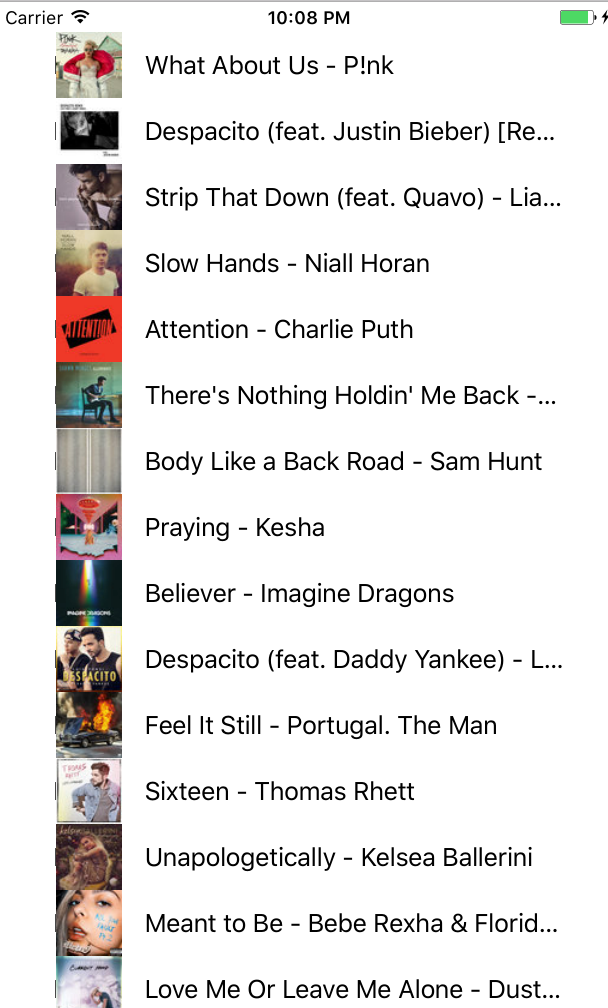 Carrier 10:08 PM
What About Us - P!nk
Despacito (feat. Justin Bieber) [Re...
Strip That Down (feat. Quavo) - Lia...
Slow Hands - Niall Horan
ATTENTION
Attention - Charlie Puth
There's Nothing Holdin' Me Back -...
Body Like a Back Road - Sam Hunt
Praying - Kesha
IMAGINE DRAGONS
Believer - Imagine Dragons
DESPACITO
Despacito (feat. Daddy Yankee) - L...
Feel It Still - Portugal. The Man
THOMAS RHETT
Sixteen - Thomas Rhett
Unapologetically - Kelsea Ballerini
Meant to Be - Bebe Rexha & Florid...
Love Me Or Leave Me Alone - Dust...